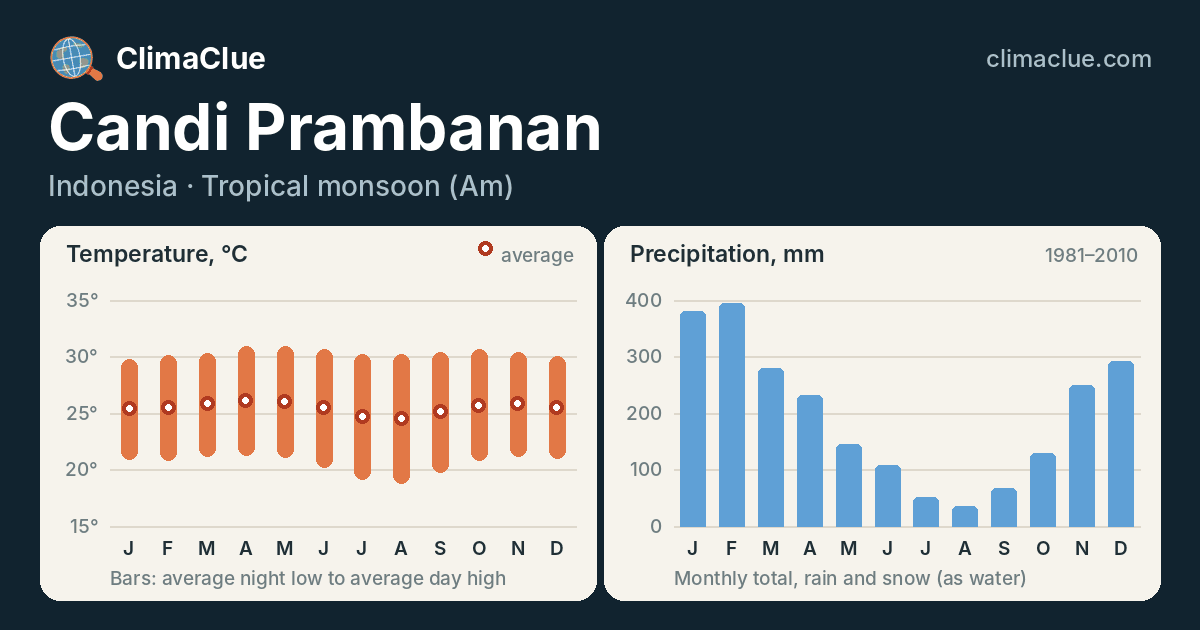 ClimaClue
climaclue.com
Candi Prambanan
Indonesia · Tropical monsoon (Am)
Temperature, °C
average
35°
30°
25°
20°
15°
J F M A M J J A S O N D
Bars: average night low to average day high
Precipitation, mm
1981–2010
400
300
200
100
0
J F M A M J J A S O N D
Monthly total, rain and snow (as water)